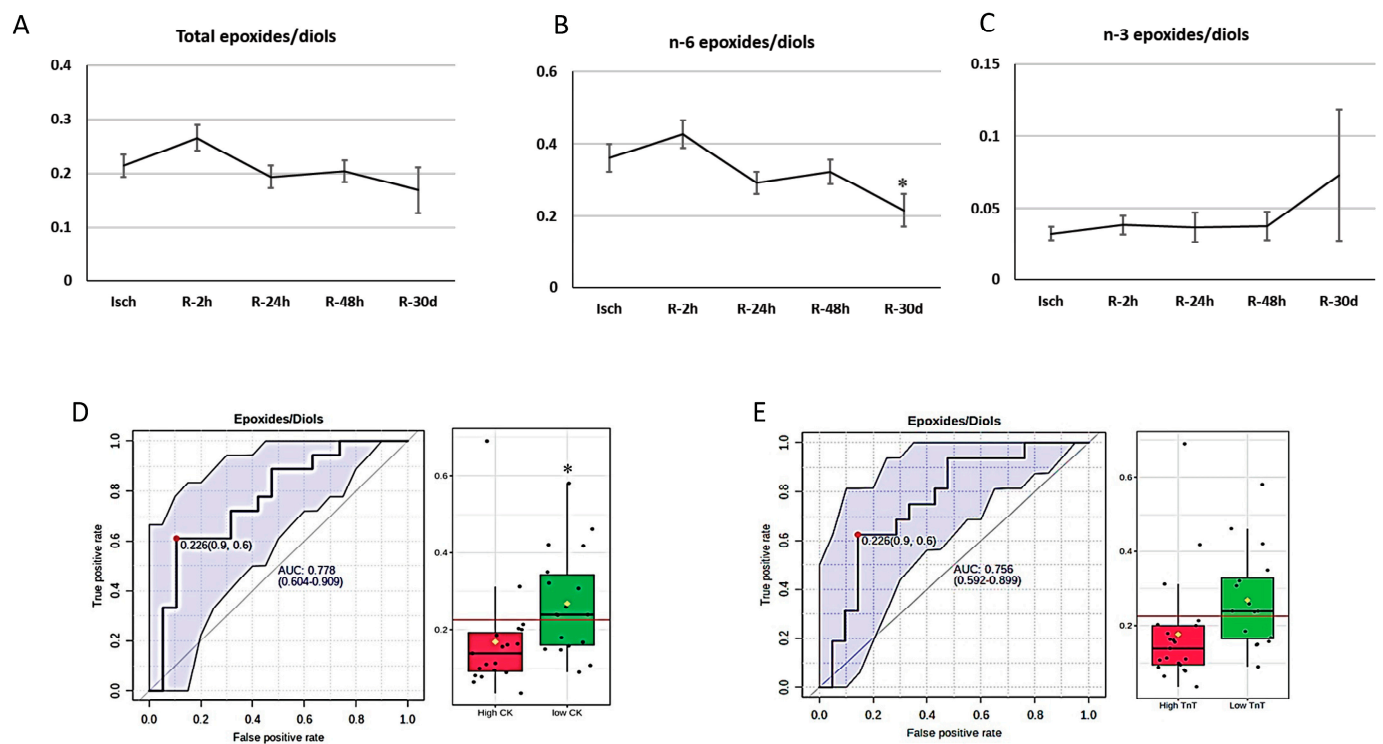 A
Total epoxides/diols
0.4
0.3
0.2
0.1
0
Isch R-2h R-24h R-48h R-30d
B
n-6 epoxides/diols
0.6
0.4
0.2
0
*
Isch R-2h R-24h R-48h R-30d
C
n-3 epoxides/diols
0.15
0.1
0.05
0
Isch R-2h R-24h R-48h R-30d
D
Epoxides/Diols
True positive rate
1.0
0.8
0.6
0.4
0.2
0.0
0.226(0.9, 0.6)
AUC: 0.778
(0.604-0.909)
0.0 0.2 0.4 0.6 0.8 1.0
False positive rate
0.6
0.4
0.2
*
High CK low CK
E
Epoxides/Diols
True positive rate
1.0
0.8
0.6
0.4
0.2
0.0
0.226(0.9, 0.6)
AUC: 0.756
(0.592-0.899)
0.0 0.2 0.4 0.6 0.8 1.0
False positive rate
0.6
0.4
0.2
High TnT Low TnT